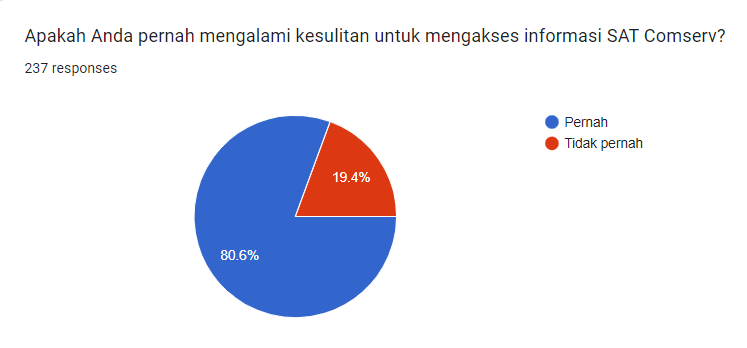 Apakah Anda pernah mengalami kesulitan untuk mengakses informasi SAT Comserv?
237 responses
Pernah
Tidak pernah
19.4%
80.6%